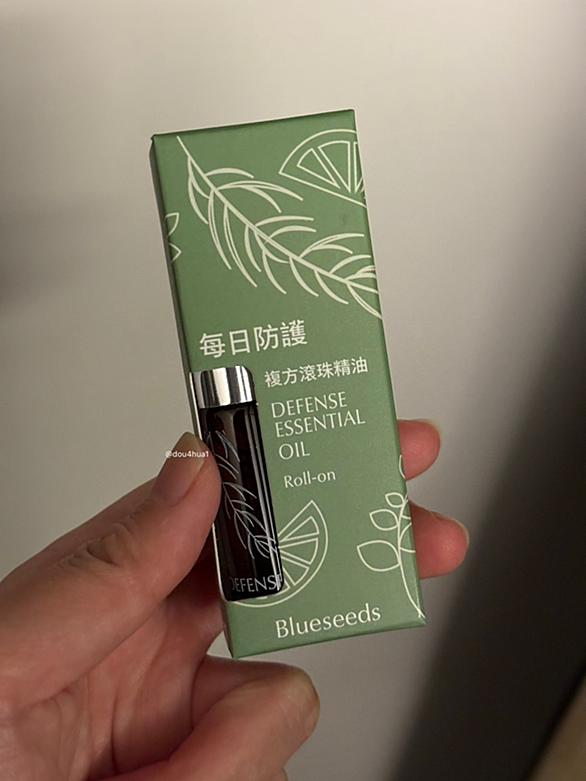 每日防護
複方滾珠精油
DEFENSE
ESSENTIAL
OIL
Roll-on
@dou4hua1
DEFENSE
Blueseeds